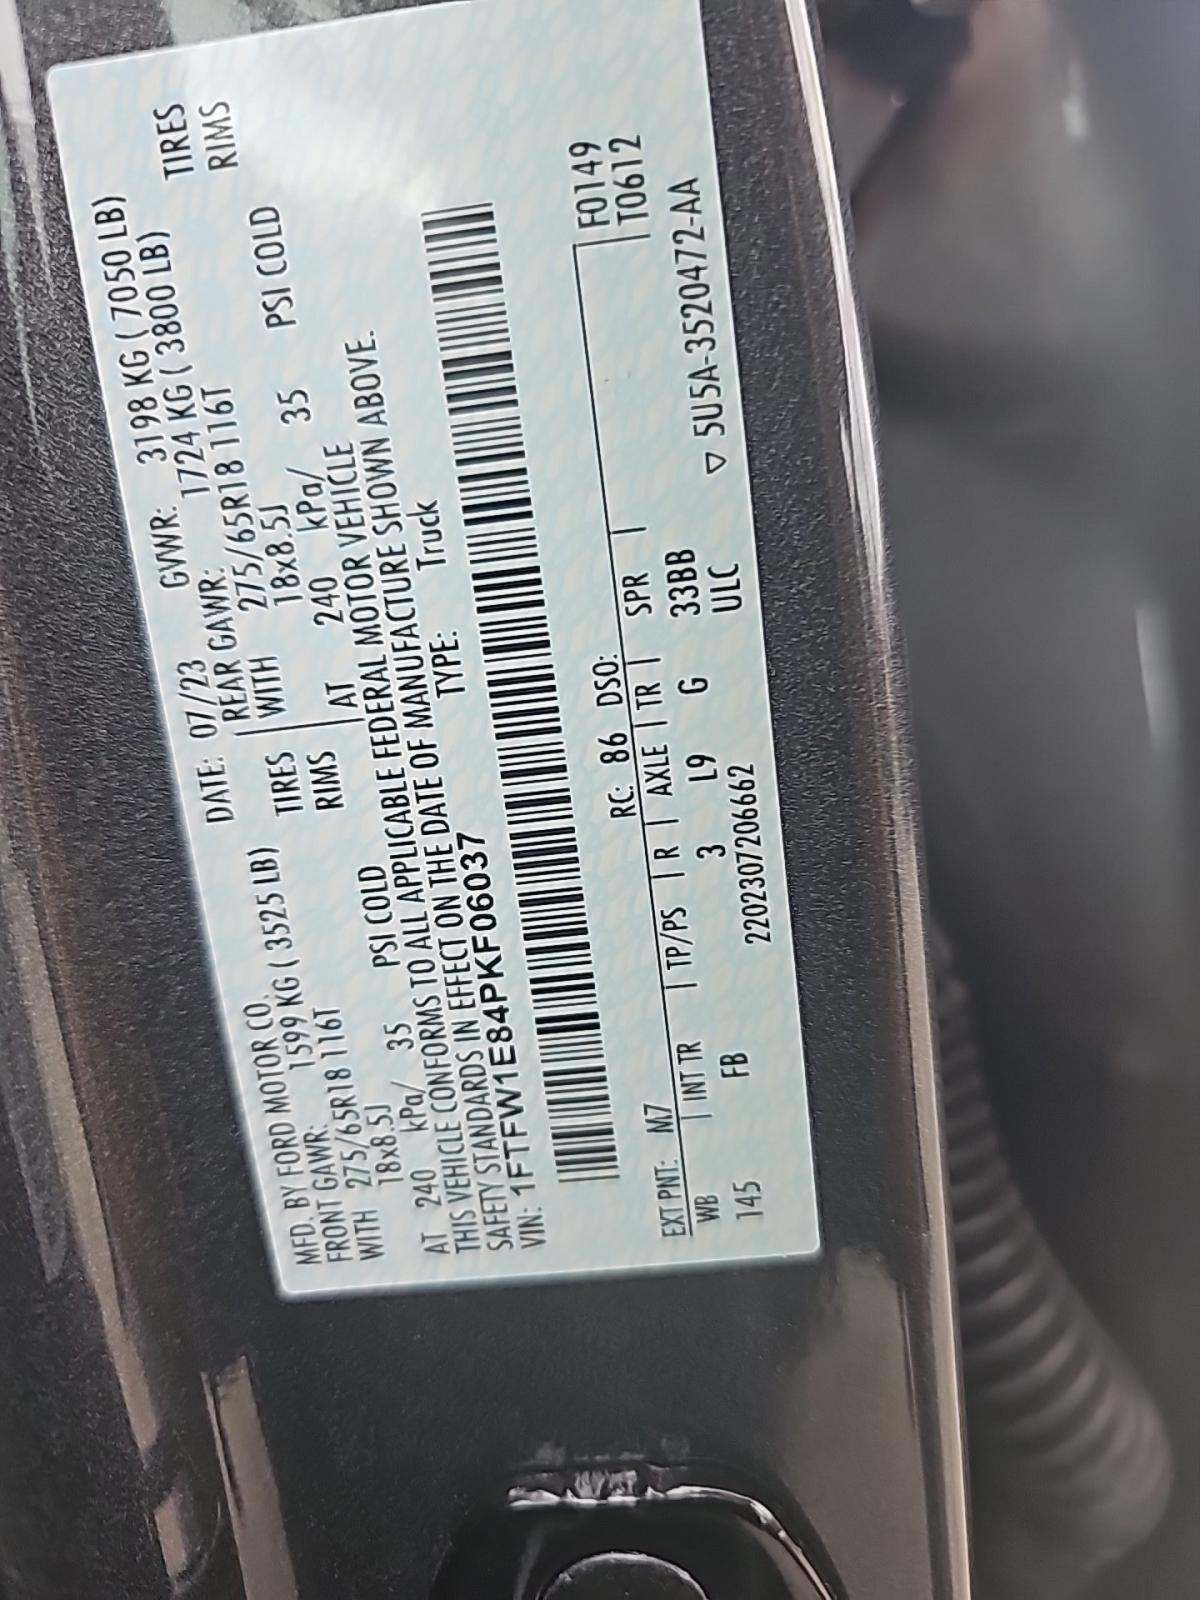 MFD. BY FORD MOTOR CO. DATE: 07/23 GVWR: 3198 KG ( 7050 LB)
FRONT GAWR: 1599 KG ( 3525 LB) REAR GAWR: 1724 KG ( 3800 LB)
WITH 275/65R18 116T TIRES WITH 275/65R18 116T TIRES
18x8.5J RIMS 18x8.5J RIMS
AT 240 kPa/ 35 PSI COLD AT 240 kPa/ 35 PSI COLD
THIS VEHICLE CONFORMS TO ALL APPLICABLE FEDERAL MOTOR VEHICLE
SAFETY STANDARDS IN EFFECT ON THE DATE OF MANUFACTURE SHOWN ABOVE.
VIN: 1FTFW1E84PKF06037 TYPE: Truck
F0149
EXT PNT: M7 RC: 86 DSO: T0612
WB INT TR TP/PS R AXLE TR SPR
145 FB 3 L9 G 33BB
2202307206662 ULC ▽ 5U5A-3520472-AA